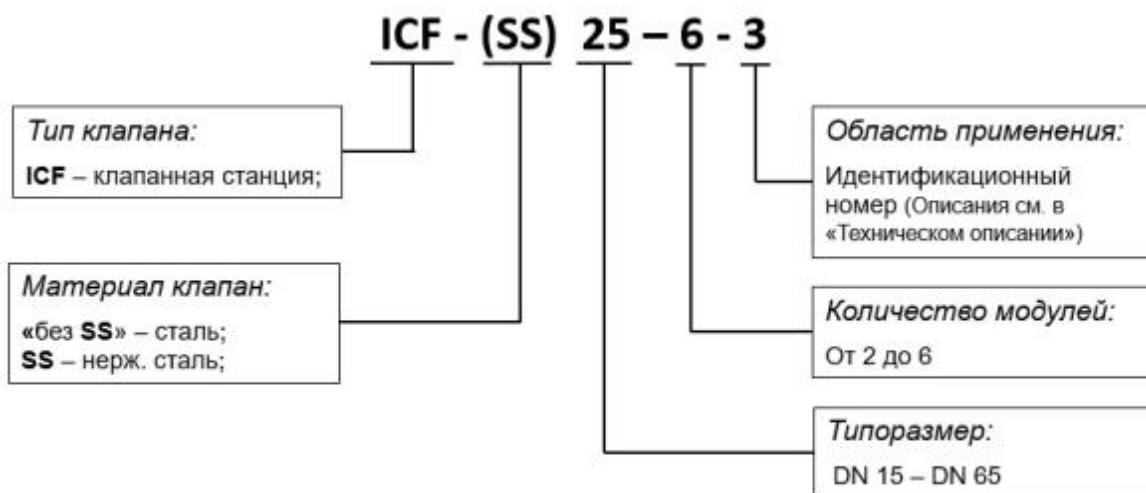 ICF - (SS) 25 – 6 - 3
Тип клапана:
ICF – клапанная станция;
Материал клапан:
«без SS» – сталь;
SS – нерж. сталь;
Область применения:
Идентификационный
номер (Описания см. в
«Техническом описании»)
Количество модулей:
От 2 до 6
Типоразмер:
DN 15 – DN 65